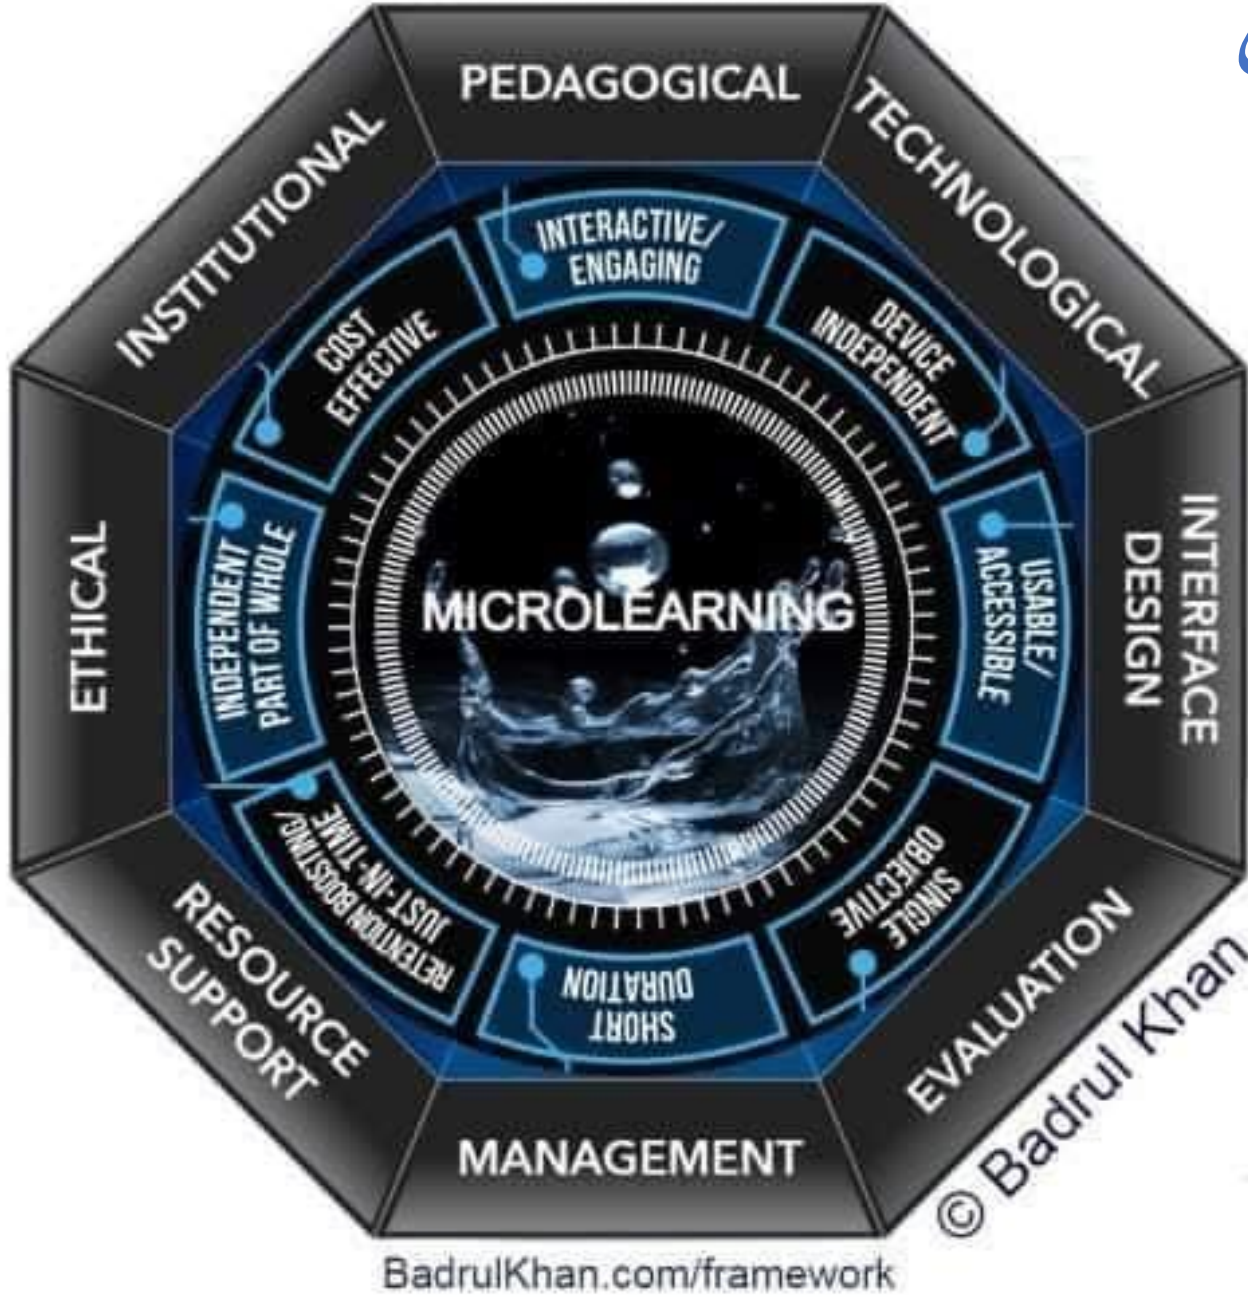 PEDAGOGICAL
TECHNOLOGICAL
INTERFACE
DESIGN
EVALUATION
MANAGEMENT
RESOURCE
SUPPORT
ETHICAL
INSTITUTIONAL
INTERACTIVE/
ENGAGING
DEVICE
INDEPENDENT
USABLE/
ACCESSIBLE
SINGLE
OBJECTIVE
SHORT
DURATION
RETENTION BOOSTING/
JUST-IN-TIME
INDEPENDENT
PART OF WHOLE
COST
EFFECTIVE
MICROLEARNING
© Badrul Khan
BadrulKhan.com/framework